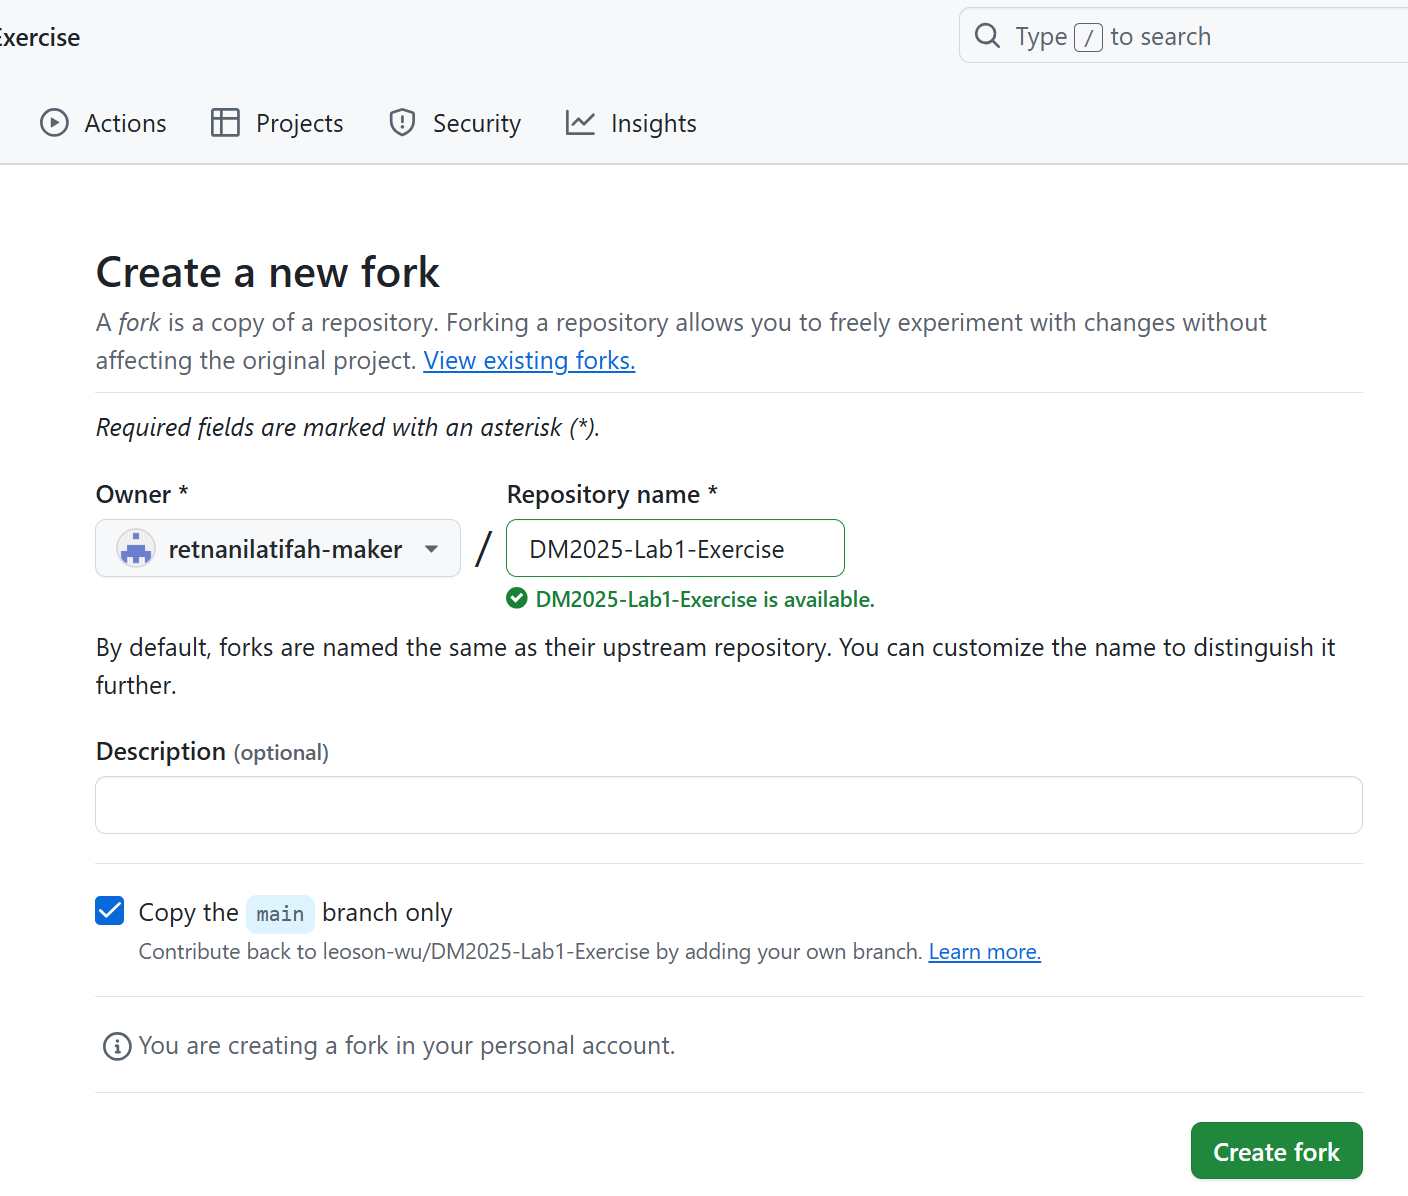 Exercise
Type / to search
Actions Projects Security Insights
Create a new fork
A fork is a copy of a repository. Forking a repository allows you to freely experiment with changes without
affecting the original project. View existing forks.
Required fields are marked with an asterisk (*).
Owner * Repository name *
retnanilatifah-maker / DM2025-Lab1-Exercise
DM2025-Lab1-Exercise is available.
By default, forks are named the same as their upstream repository. You can customize the name to distinguish it
further.
Description (optional)
Copy the main branch only
Contribute back to leoson-wu/DM2025-Lab1-Exercise by adding your own branch. Learn more.
You are creating a fork in your personal account.
Create fork